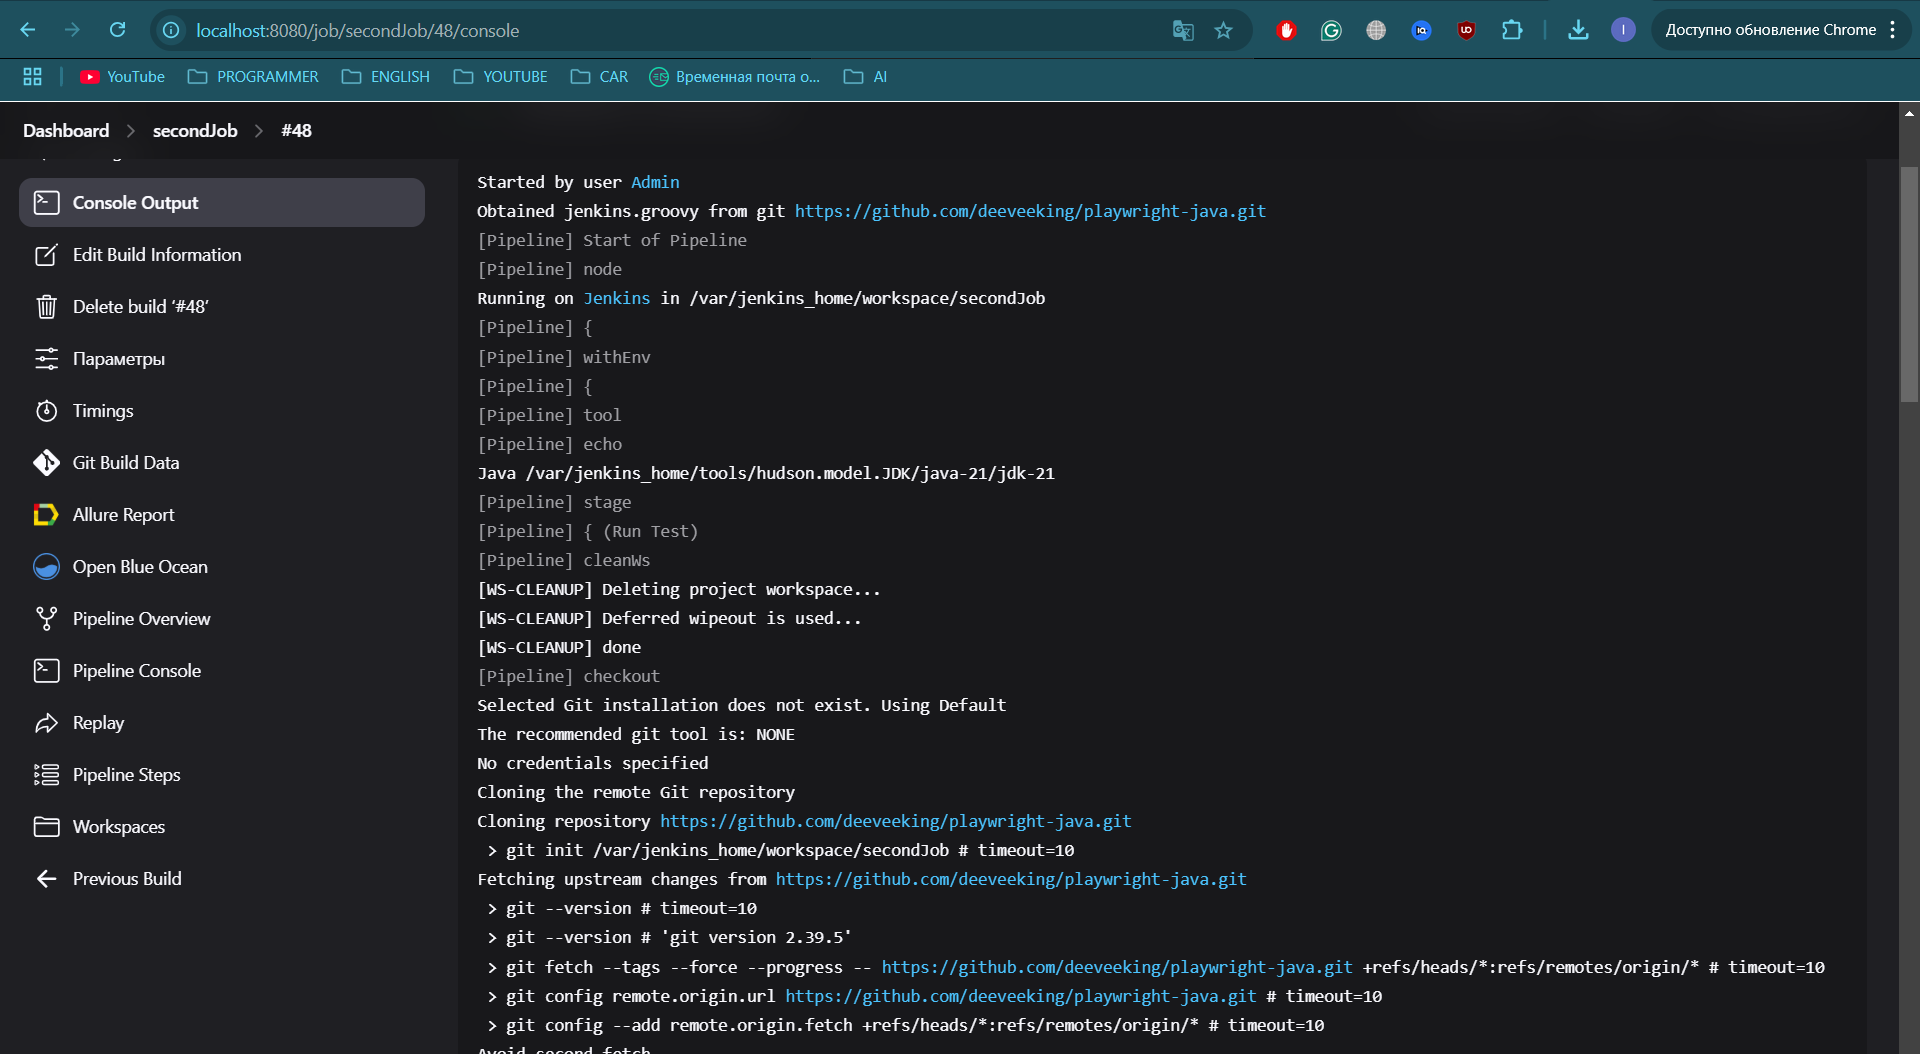 localhost:8080/job/secondJob/48/console
Доступно обновление Chrome
YouTube
PROGRAMMER
ENGLISH
YOUTUBE
CAR
Временная почта о...
AI
Dashboard
secondJob
#48
Console Output
Edit Build Information
Delete build ‘#48’
Параметры
Timings
Git Build Data
Allure Report
Open Blue Ocean
Pipeline Overview
Pipeline Console
Replay
Pipeline Steps
Workspaces
Previous Build
Started by user Admin
Obtained jenkins.groovy from git https://github.com/deeveeking/playwright-java.git
[Pipeline] Start of Pipeline
[Pipeline] node
Running on Jenkins in /var/jenkins_home/workspace/secondJob
[Pipeline] {
[Pipeline] withEnv
[Pipeline] {
[Pipeline] tool
[Pipeline] echo
Java /var/jenkins_home/tools/hudson.model.JDK/java-21/jdk-21
[Pipeline] stage
[Pipeline] { (Run Test)
[Pipeline] cleanWs
[WS-CLEANUP] Deleting project workspace...
[WS-CLEANUP] Deferred wipeout is used...
[WS-CLEANUP] done
[Pipeline] checkout
Selected Git installation does not exist. Using Default
The recommended git tool is: NONE
No credentials specified
Cloning the remote Git repository
Cloning repository https://github.com/deeveeking/playwright-java.git
> git init /var/jenkins_home/workspace/secondJob # timeout=10
Fetching upstream changes from https://github.com/deeveeking/playwright-java.git
> git --version # timeout=10
> git --version # 'git version 2.39.5'
> git fetch --tags --force --progress -- https://github.com/deeveeking/playwright-java.git +refs/heads/*:refs/remotes/origin/* # timeout=10
> git config remote.origin.url https://github.com/deeveeking/playwright-java.git # timeout=10
> git config --add remote.origin.fetch +refs/heads/*:refs/remotes/origin/* # timeout=10
Avoid second fetch